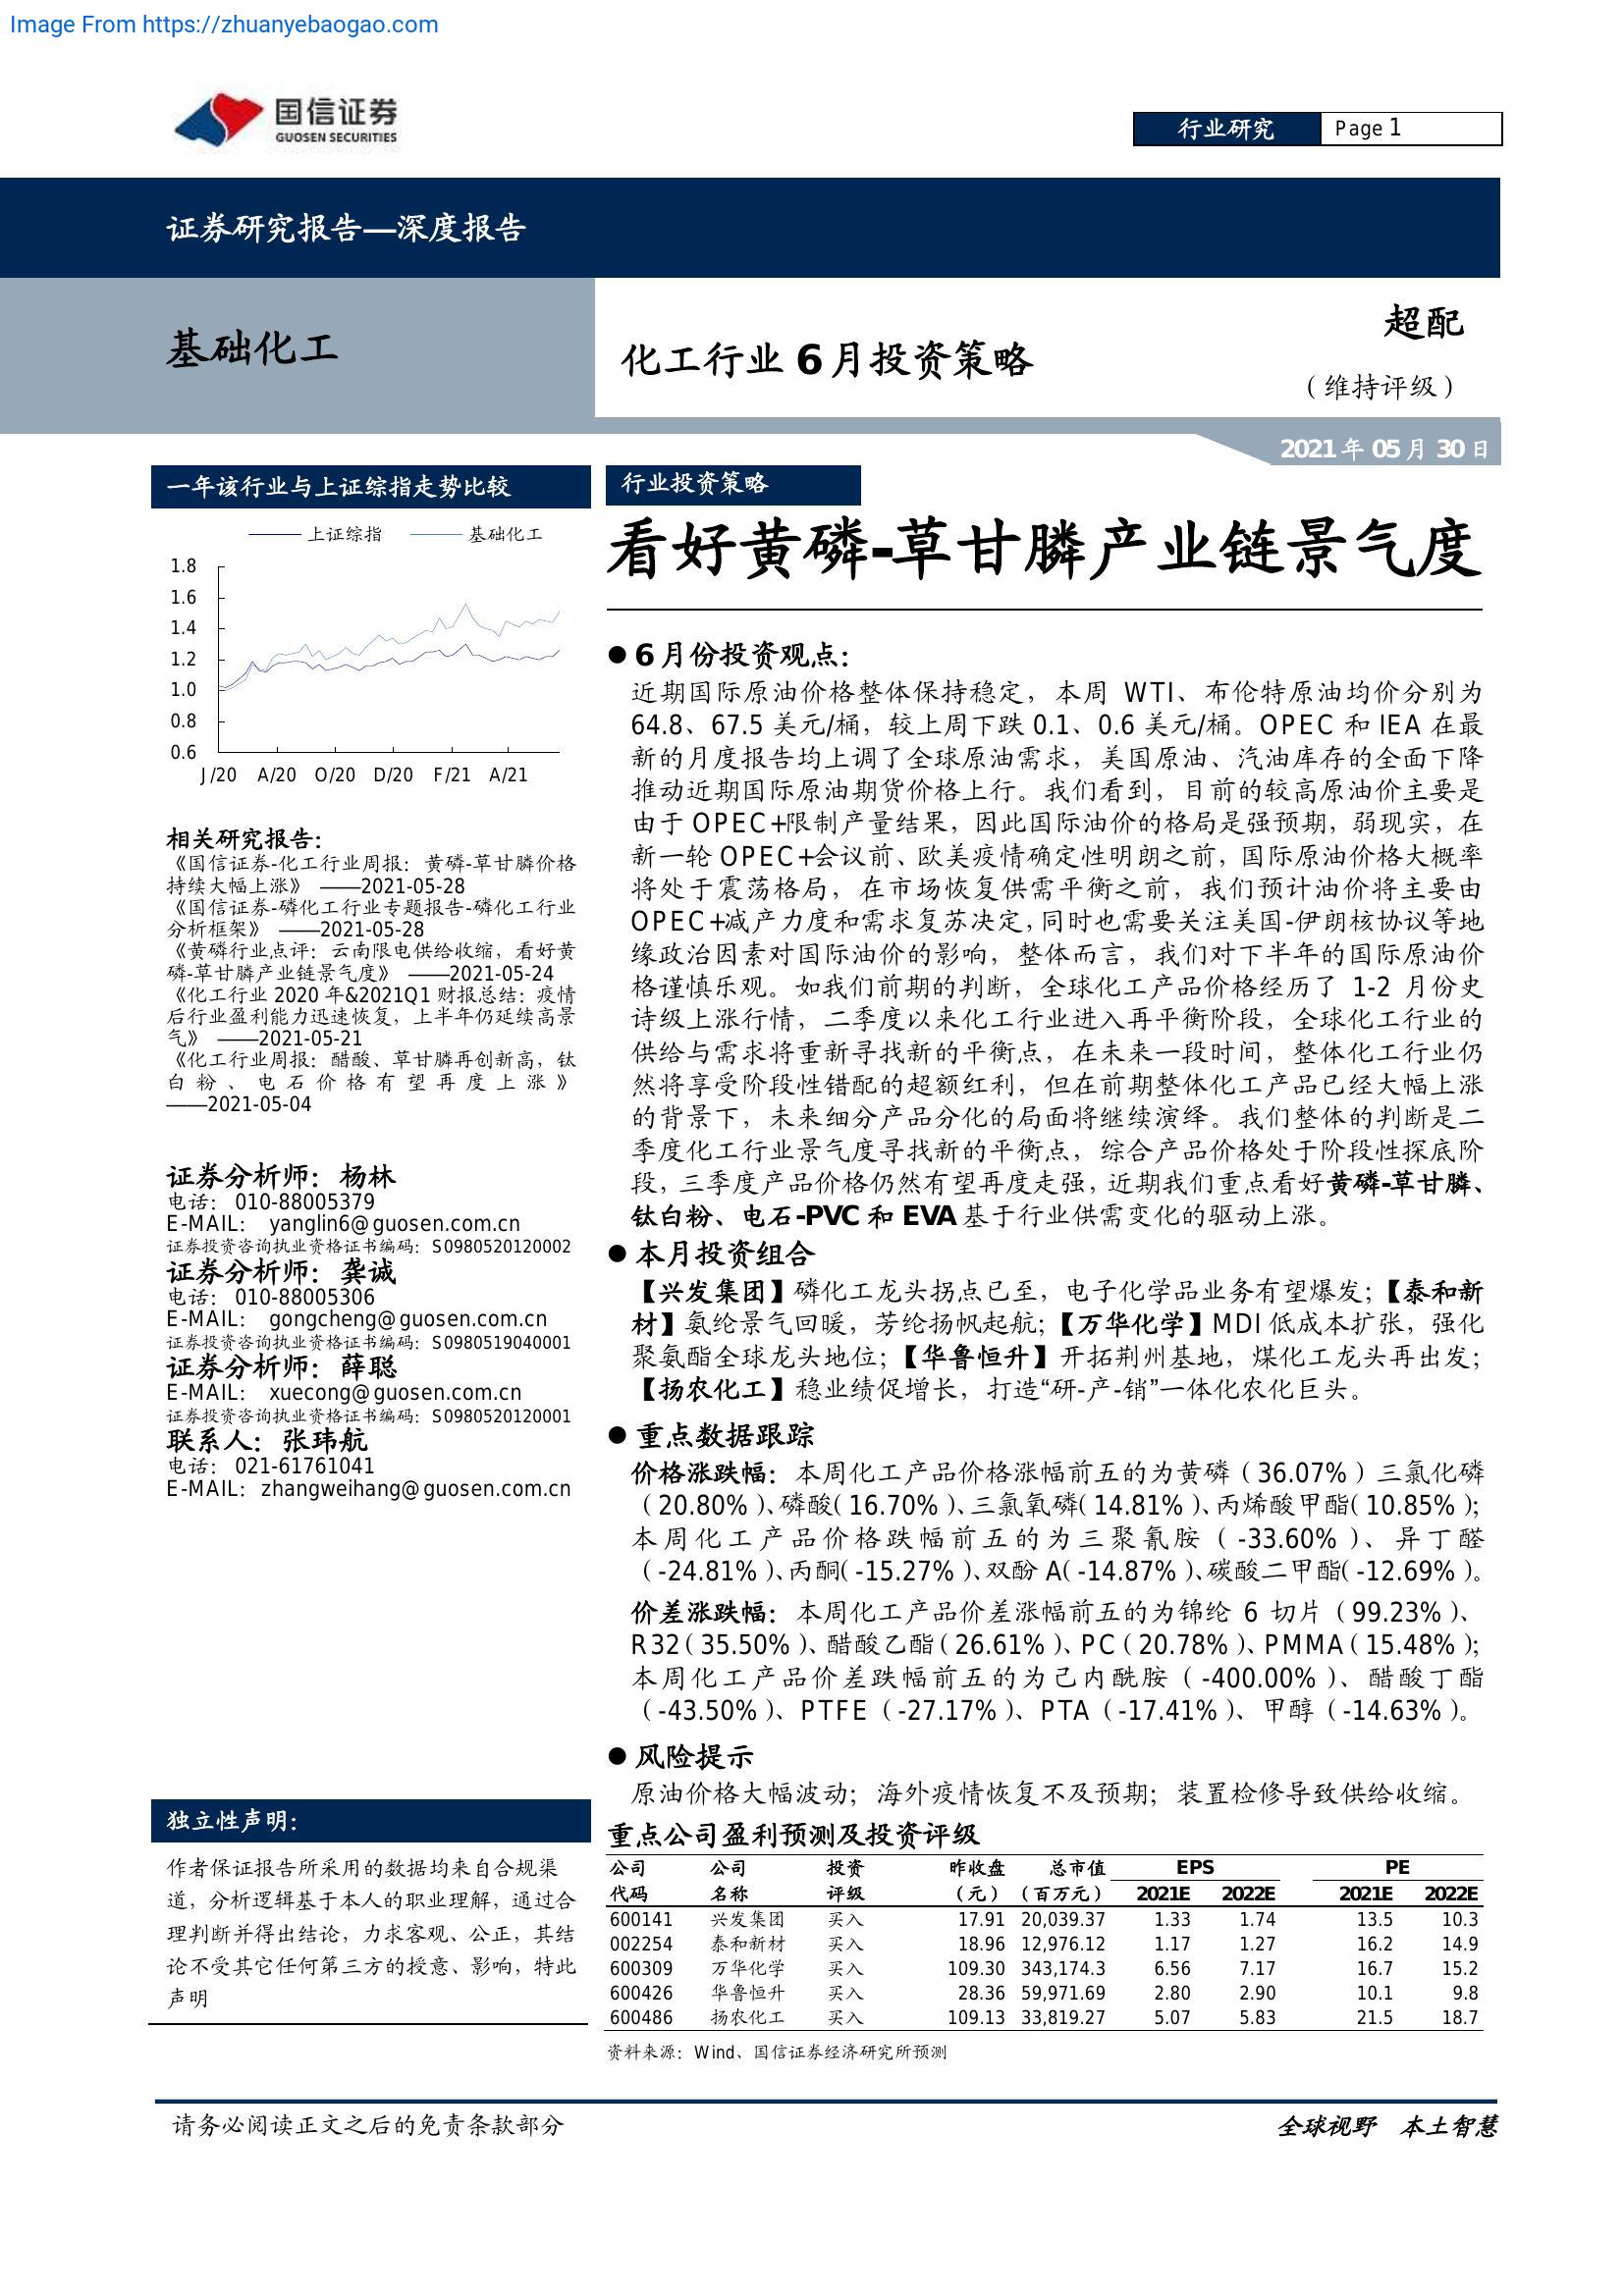 Image From https://zhuanyebaogao.com
国信证券
GUOSEN SECURITIES
行业研究
Page 1
证券研究报告—深度报告
基础化工
化工行业 6 月投资策略
超配
（维持评级）
2021 年 05 月 30 日
一年该行业与上证综指走势比较
上证综指 基础化工
1.8
1.6
1.4
1.2
1.0
0.8
0.6
J/20 A/20 O/20 D/20 F/21 A/21
相关研究报告：
《国信证券-化工行业周报：黄磷-草甘膦价格
持续大幅上涨》 ——2021-05-28
《国信证券-磷化工行业专题报告-磷化工行业
分析框架》 ——2021-05-28
《黄磷行业点评：云南限电供给收缩，看好黄
磷-草甘膦产业链景气度》 ——2021-05-24
《化工行业 2020 年&2021Q1 财报总结：疫情
后行业盈利能力迅速恢复，上半年仍延续高景
气》 ——2021-05-21
《化工行业周报：醋酸、草甘膦再创新高，钛
白粉、电石价格有望再度上涨》
——2021-05-04
证券分析师：杨林
电话： 010-88005379
E-MAIL： yanglin6@guosen.com.cn
证券投资咨询执业资格证书编码：S0980520120002
证券分析师：龚诚
电话： 010-88005306
E-MAIL： gongcheng@guosen.com.cn
证券投资咨询执业资格证书编码：S0980519040001
证券分析师：薛聪
E-MAIL： xuecong@guosen.com.cn
证券投资咨询执业资格证书编码：S0980520120001
联系人：张玮航
电话： 021-61761041
E-MAIL：zhangweihang@guosen.com.cn
独立性声明：
作者保证报告所采用的数据均来自合规渠
道，分析逻辑基于本人的职业理解，通过合
理判断并得出结论，力求客观、公正，其结
论不受其它任何第三方的授意、影响，特此
声明
行业投资策略
看好黄磷-草甘膦产业链景气度
● 6 月份投资观点：
近期国际原油价格整体保持稳定，本周 WTI、布伦特原油均价分别为
64.8、67.5 美元/桶，较上周下跌 0.1、0.6 美元/桶。OPEC 和 IEA 在最
新的月度报告均上调了全球原油需求，美国原油、汽油库存的全面下降
推动近期国际原油期货价格上行。我们看到，目前的较高原油价主要是
由于 OPEC+限制产量结果，因此国际油价的格局是强预期，弱现实，在
新一轮 OPEC+会议前、欧美疫情确定性明朗之前，国际原油价格大概率
将处于震荡格局，在市场恢复供需平衡之前，我们预计油价将主要由
OPEC+减产力度和需求复苏决定，同时也需要关注美国-伊朗核协议等地
缘政治因素对国际油价的影响，整体而言，我们对下半年的国际原油价
格谨慎乐观。如我们前期的判断，全球化工产品价格经历了 1-2 月份史
诗级上涨行情，二季度以来化工行业进入再平衡阶段，全球化工行业的
供给与需求将重新寻找新的平衡点，在未来一段时间，整体化工行业仍
然将享受阶段性错配的超额红利，但在前期整体化工产品已经大幅上涨
的背景下，未来细分产品分化的局面将继续演绎。我们整体的判断是二
季度化工行业景气度寻找新的平衡点，综合产品价格处于阶段性探底阶
段，三季度产品价格仍然有望再度走强，近期我们重点看好黄磷-草甘膦、
钛白粉、电石-PVC 和 EVA 基于行业供需变化的驱动上涨。
● 本月投资组合
【兴发集团】磷化工龙头拐点已至，电子化学品业务有望爆发；【泰和新
材】氨纶景气回暖，芳纶扬帆起航；【万华化学】MDI 低成本扩张，强化
聚氨酯全球龙头地位；【华鲁恒升】开拓荆州基地，煤化工龙头再出发；
【扬农化工】稳业绩促增长，打造“研-产-销”一体化农化巨头。
● 重点数据跟踪
价格涨跌幅：本周化工产品价格涨幅前五的为黄磷（36.07%）三氯化磷
（20.80%）、磷酸（16.70%）、三氯氧磷（14.81%）、丙烯酸甲酯（10.85%）；
本周化工产品价格跌幅前五的为三聚氰胺（-33.60%）、异丁醛
（-24.81%）、丙酮（-15.27%）、双酚 A（-14.87%）、碳酸二甲酯（-12.69%）。
价差涨跌幅：本周化工产品价差涨幅前五的为锦纶 6 切片（99.23%）、
R32（35.50%）、醋酸乙酯（26.61%）、PC（20.78%）、PMMA（15.48%）；
本周化工产品价差跌幅前五的为己内酰胺（-400.00%）、醋酸丁酯
（-43.50%）、PTFE（-27.17%）、PTA（-17.41%）、甲醇（-14.63%）。
● 风险提示
原油价格大幅波动；海外疫情恢复不及预期；装置检修导致供给收缩。
重点公司盈利预测及投资评级
公司 公司 投资 昨收盘 总市值 EPS PE
代码 名称 评级 （元） （百万元） 2021E 2022E 2021E 2022E
600141 兴发集团 买入 17.91 20,039.37 1.33 1.74 13.5 10.3
002254 泰和新材 买入 18.96 12,976.12 1.17 1.27 16.2 14.9
600309 万华化学 买入 109.30 343,174.3 6.56 7.17 16.7 15.2
600426 华鲁恒升 买入 28.36 59,971.69 2.80 2.90 10.1 9.8
600486 扬农化工 买入 109.13 33,819.27 5.07 5.83 21.5 18.7
资料来源：Wind、国信证券经济研究所预测
请务必阅读正文之后的免责条款部分
全球视野 本土智慧